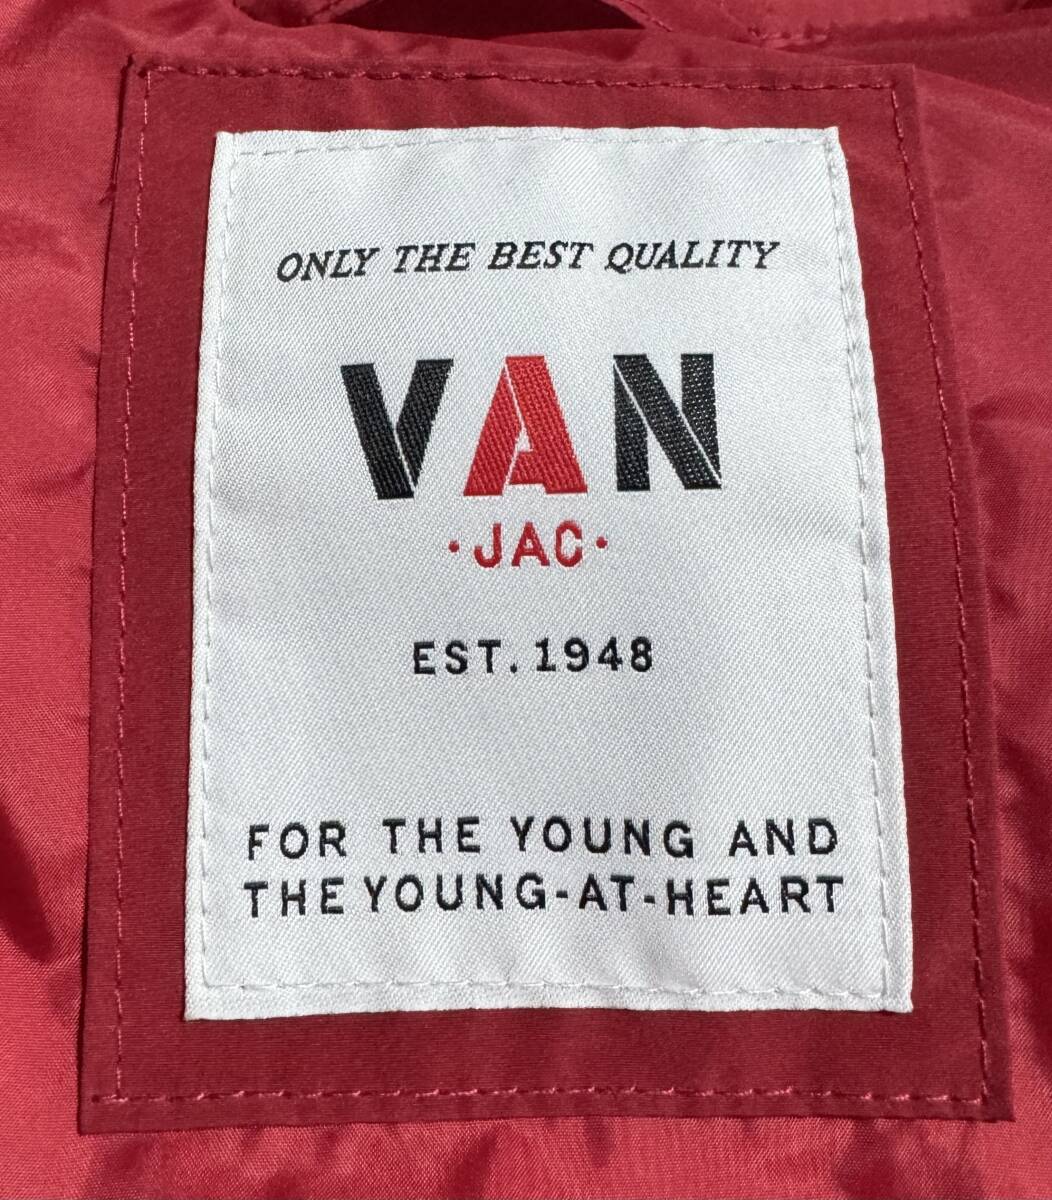 ONLY THE BEST QUALITY
VAN
·JAC·
EST. 1948
FOR THE YOUNG AND
THE YOUNG-AT-HEART